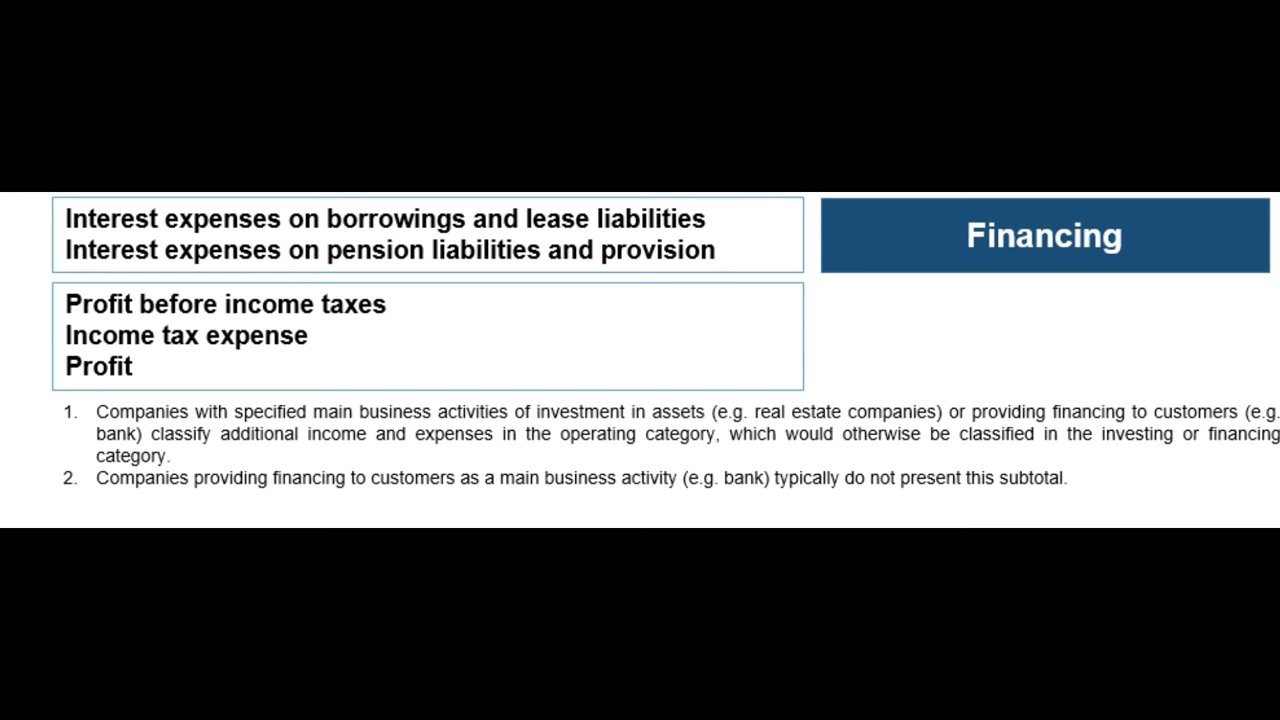 Interest expenses on borrowings and lease liabilities
Interest expenses on pension liabilities and provision
Financing
Profit before income taxes
Income tax expense
Profit
1. Companies with specified main business activities of investment in assets (e.g. real estate companies) or providing financing to customers (e.g.
bank) classify additional income and expenses in the operating category, which would otherwise be classified in the investing or financing
category.
2. Companies providing financing to customers as a main business activity (e.g. bank) typically do not present this subtotal.